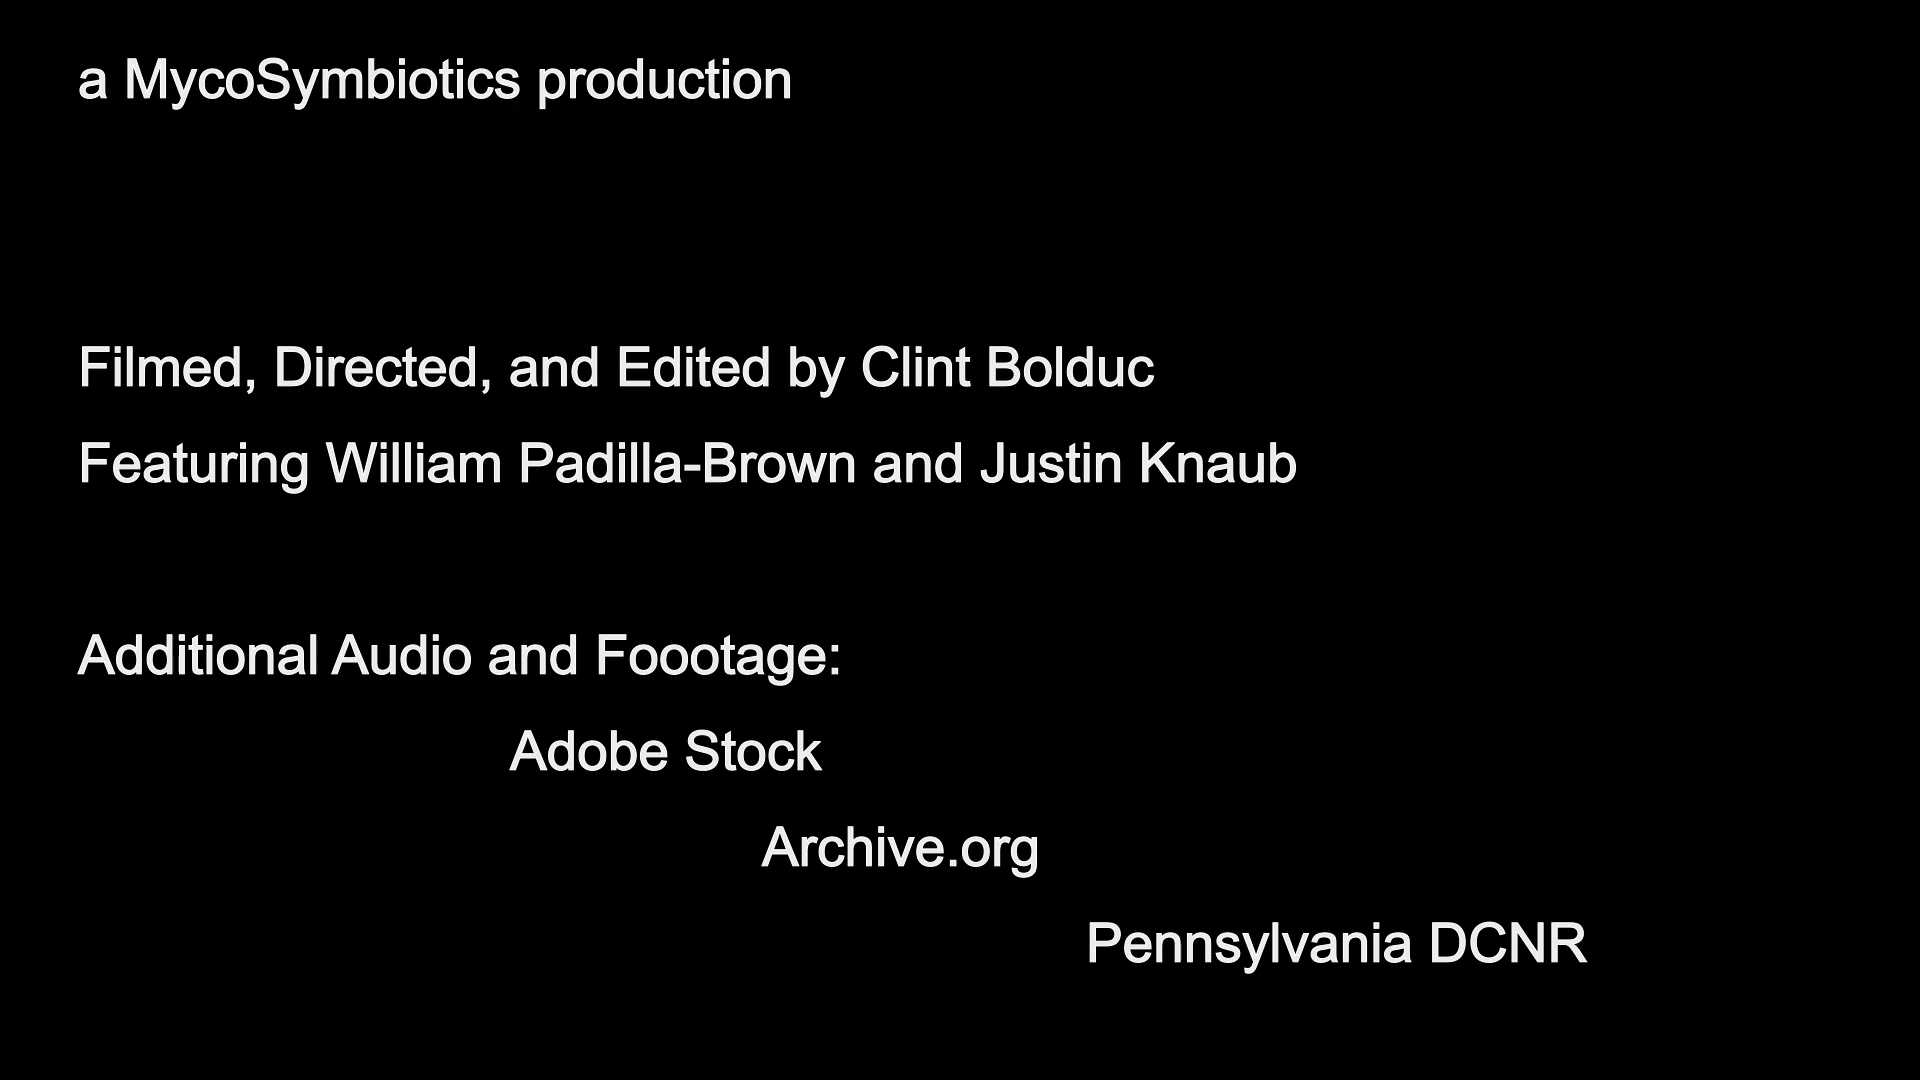 a MycoSymbiotics production
Filmed, Directed, and Edited by Clint Bolduc
Featuring William Padilla-Brown and Justin Knaub
Additional Audio and Foootage:
Adobe Stock
Archive.org
Pennsylvania DCNR